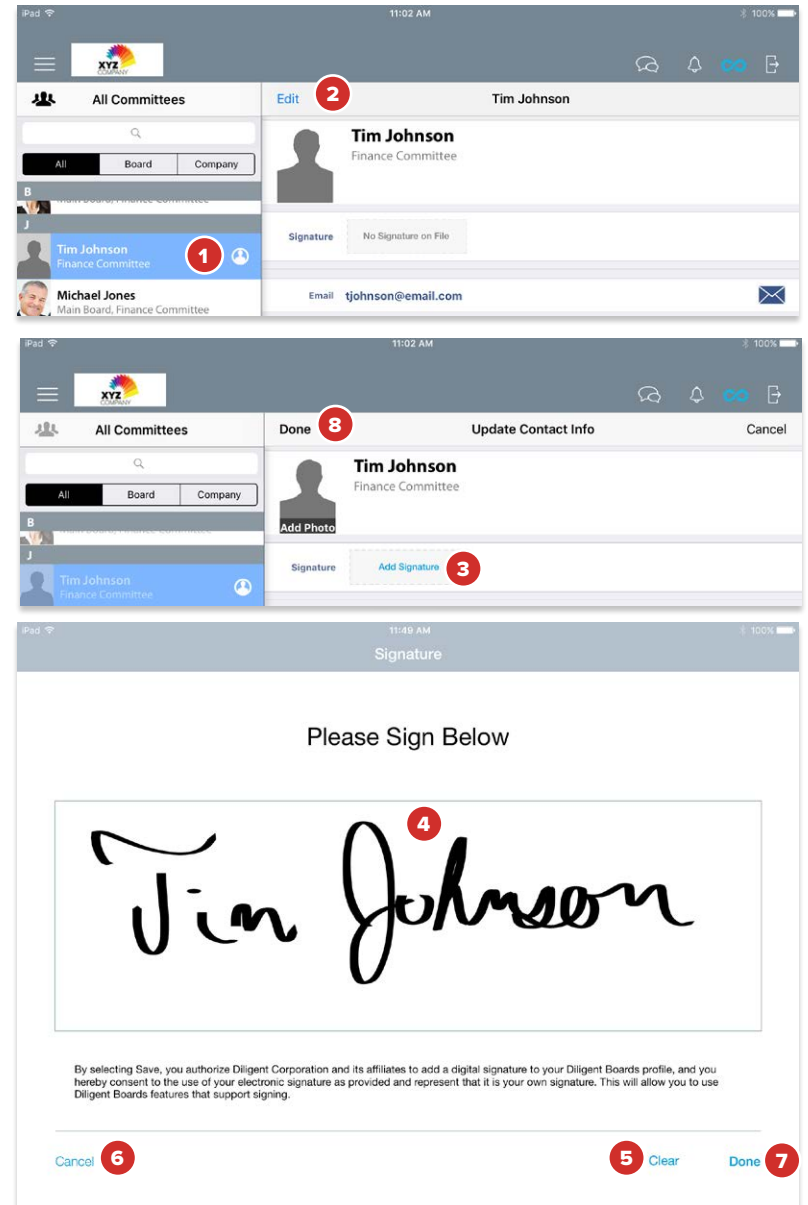 iPad 11:02 AM 100%
XYZ
COMPANY
All Committees
Edit 2 Tim Johnson
Tim Johnson
Finance Committee
All Board Company
B
Main Board, Finance Committee
J
Signature No Signature on File
Tim Johnson 1
Finance Committee
Email tjohnson@email.com
Michael Jones
Main Board, Finance Committee
iPad 11:02 AM 100%
XYZ
COMPANY
All Committees
Done 8 Update Contact Info Cancel
Tim Johnson
Finance Committee
All Board Company
Add Photo
B
J
Signature Add Signature 3
Tim Johnson
Finance Committee
iPad 11:49 AM 100%
Signature
Please Sign Below
4
Tim Johnson
By selecting Save, you authorize Diligent Corporation and its affiliates to add a digital signature to your Diligent Boards profile, and you
hereby consent to the use of your electronic signature as provided and represent that it is your own signature. This will allow you to use
Diligent Boards features that support signing.
Cancel 6 5 Clear Done 7